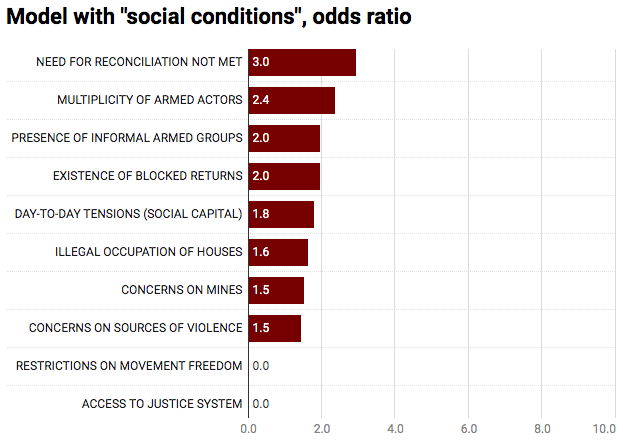 Model with "social conditions", odds ratio
NEED FOR RECONCILIATION NOT MET 3.0
MULTIPLICITY OF ARMED ACTORS 2.4
PRESENCE OF INFORMAL ARMED GROUPS 2.0
EXISTENCE OF BLOCKED RETURNS 2.0
DAY-TO-DAY TENSIONS (SOCIAL CAPITAL) 1.8
ILLEGAL OCCUPATION OF HOUSES 1.6
CONCERNS ON MINES 1.5
CONCERNS ON SOURCES OF VIOLENCE 1.5
RESTRICTIONS ON MOVEMENT FREEDOM 0.0
ACCESS TO JUSTICE SYSTEM 0.0
0.0 2.0 4.0 6.0 8.0 10.0